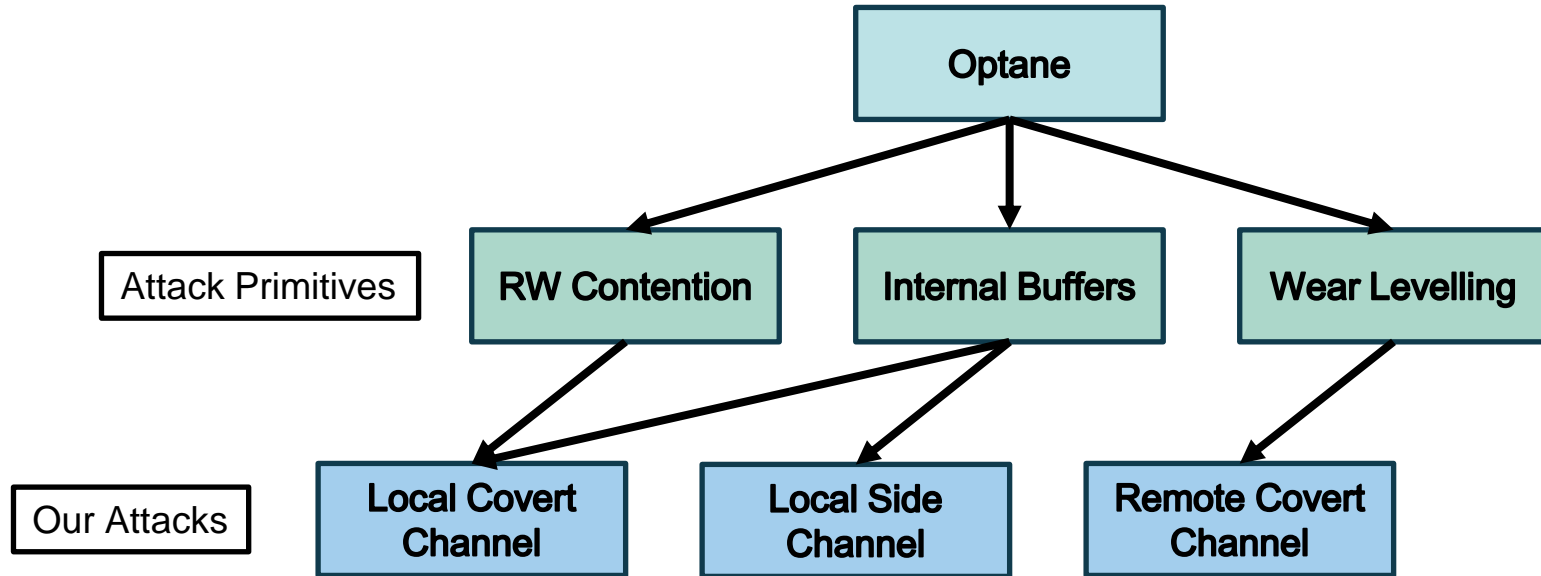 Optane
Attack Primitives
RW Contention
Internal Buffers
Wear Levelling
Our Attacks
Local Covert
Channel
Local Side
Channel
Remote Covert
Channel